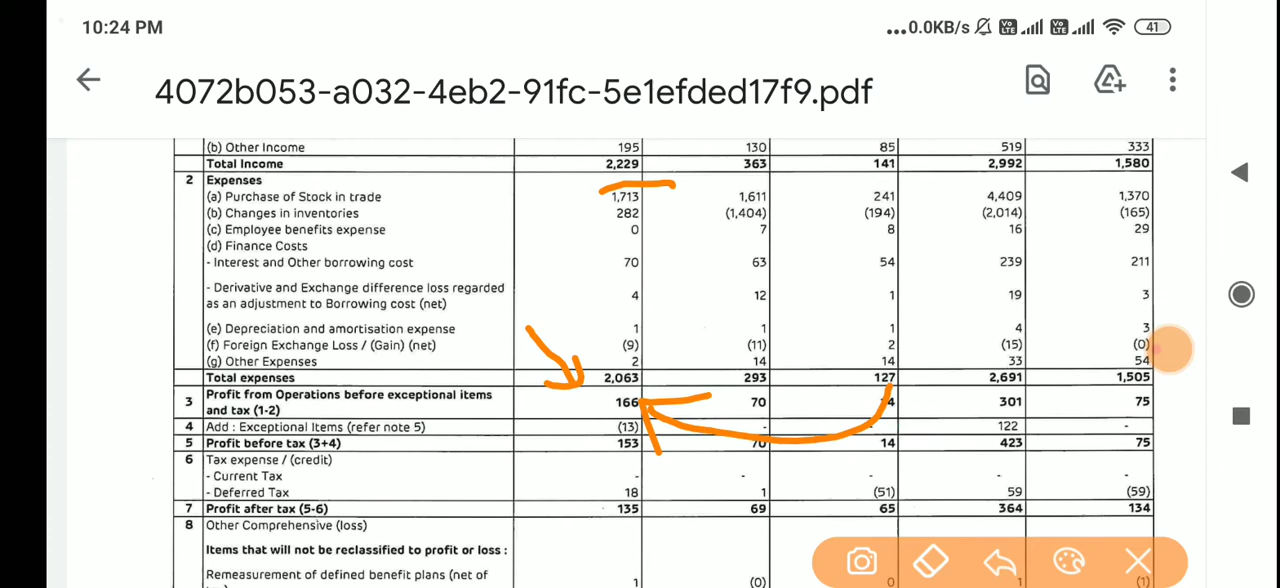 10:24 PM ...0.0KB/s Vo LTE Vo LTE 41
4072b053-a032-4eb2-91fc-5e1efded17f9.pdf
(b) Other Income 195 130 85 519 333
Total Income 2,229 363 141 2,992 1,580
2 Expenses
(a) Purchase of Stock in trade 1,713 1,611 241 4,409 1,370
(b) Changes in inventories 282 (1,404) (194) (2,014) (165)
(c) Employee benefits expense 0 7 8 16 29
(d) Finance Costs
- Interest and Other borrowing cost 70 63 54 239 211
- Derivative and Exchange difference loss regarded
as an adjustment to Borrowing cost (net) 4 12 1 19 3
(e) Depreciation and amortisation expense 1 1 1 4 3
(f) Foreign Exchange Loss / (Gain) (net) (9) (11) 2 (15) (0)
(g) Other Expenses 2 14 14 33 54
Total expenses 2,063 293 127 2,691 1,505
3 Profit from Operations before exceptional items
and tax (1-2) 166 70 14 301 75
4 Add : Exceptional Items (refer note 5) (13) - - 122 -
5 Profit before tax (3+4) 153 70 14 423 75
6 Tax expense / (credit)
- Current Tax - - - - -
- Deferred Tax 18 1 (51) 59 (59)
7 Profit after tax (5-6) 135 69 65 364 134
8 Other Comprehensive (loss)
Items that will not be reclassified to profit or loss :
Remeasurement of defined benefit plans (net of 1 (0) 0 1 (1)